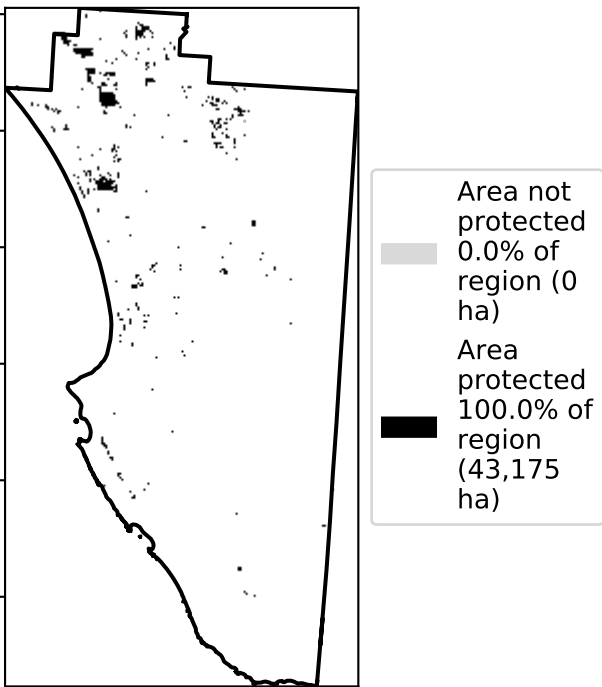 Area not
protected
0.0% of
region (0
ha)
Area
protected
100.0% of
region
(43,175
ha)